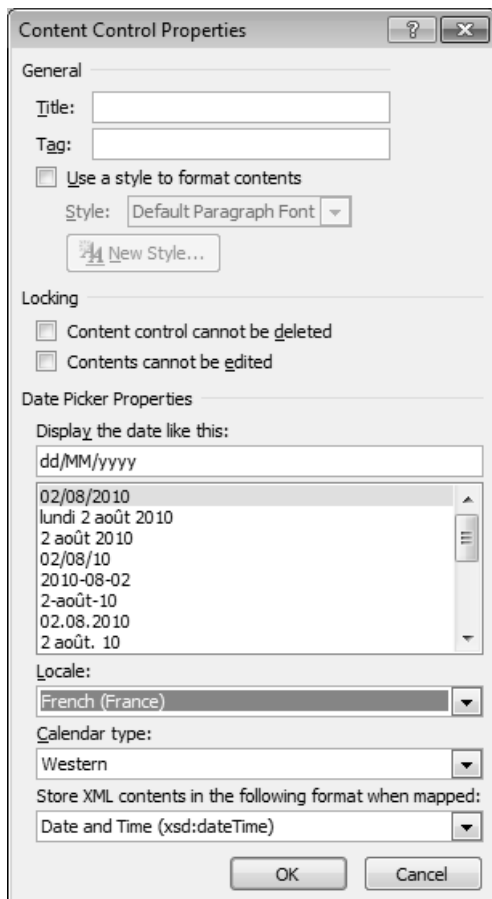 Content Control Properties
General
Title:
Tag:
Use a style to format contents
Style: Default Paragraph Font
New Style...
Locking
Content control cannot be deleted
Contents cannot be edited
Date Picker Properties
Display the date like this:
dd/MM/yyyy
02/08/2010
lundi 2 août 2010
2 août 2010
02/08/10
2010-08-02
2-août-10
02.08.2010
2 août. 10
Locale:
French (France)
Calendar type:
Western
Store XML contents in the following format when mapped:
Date and Time (xsd:dateTime)
OK Cancel